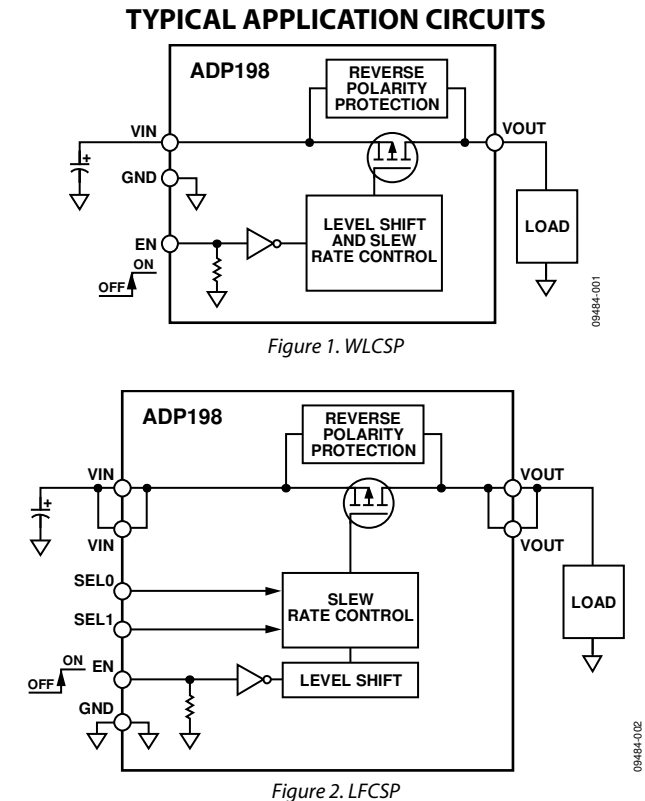 TYPICAL APPLICATION CIRCUITS
ADP198
REVERSE
POLARITY
PROTECTION
VIN
VOUT
+
GND
LEVEL SHIFT
AND SLEW
RATE CONTROL
LOAD
EN
ON
OFF
09484-001
Figure 1. WLCSP
ADP198
REVERSE
POLARITY
PROTECTION
VIN
VOUT
+
VIN
VOUT
SEL0
SLEW
RATE CONTROL
LOAD
SEL1
ON
EN
OFF
LEVEL SHIFT
GND
09484-002
Figure 2. LFCSP